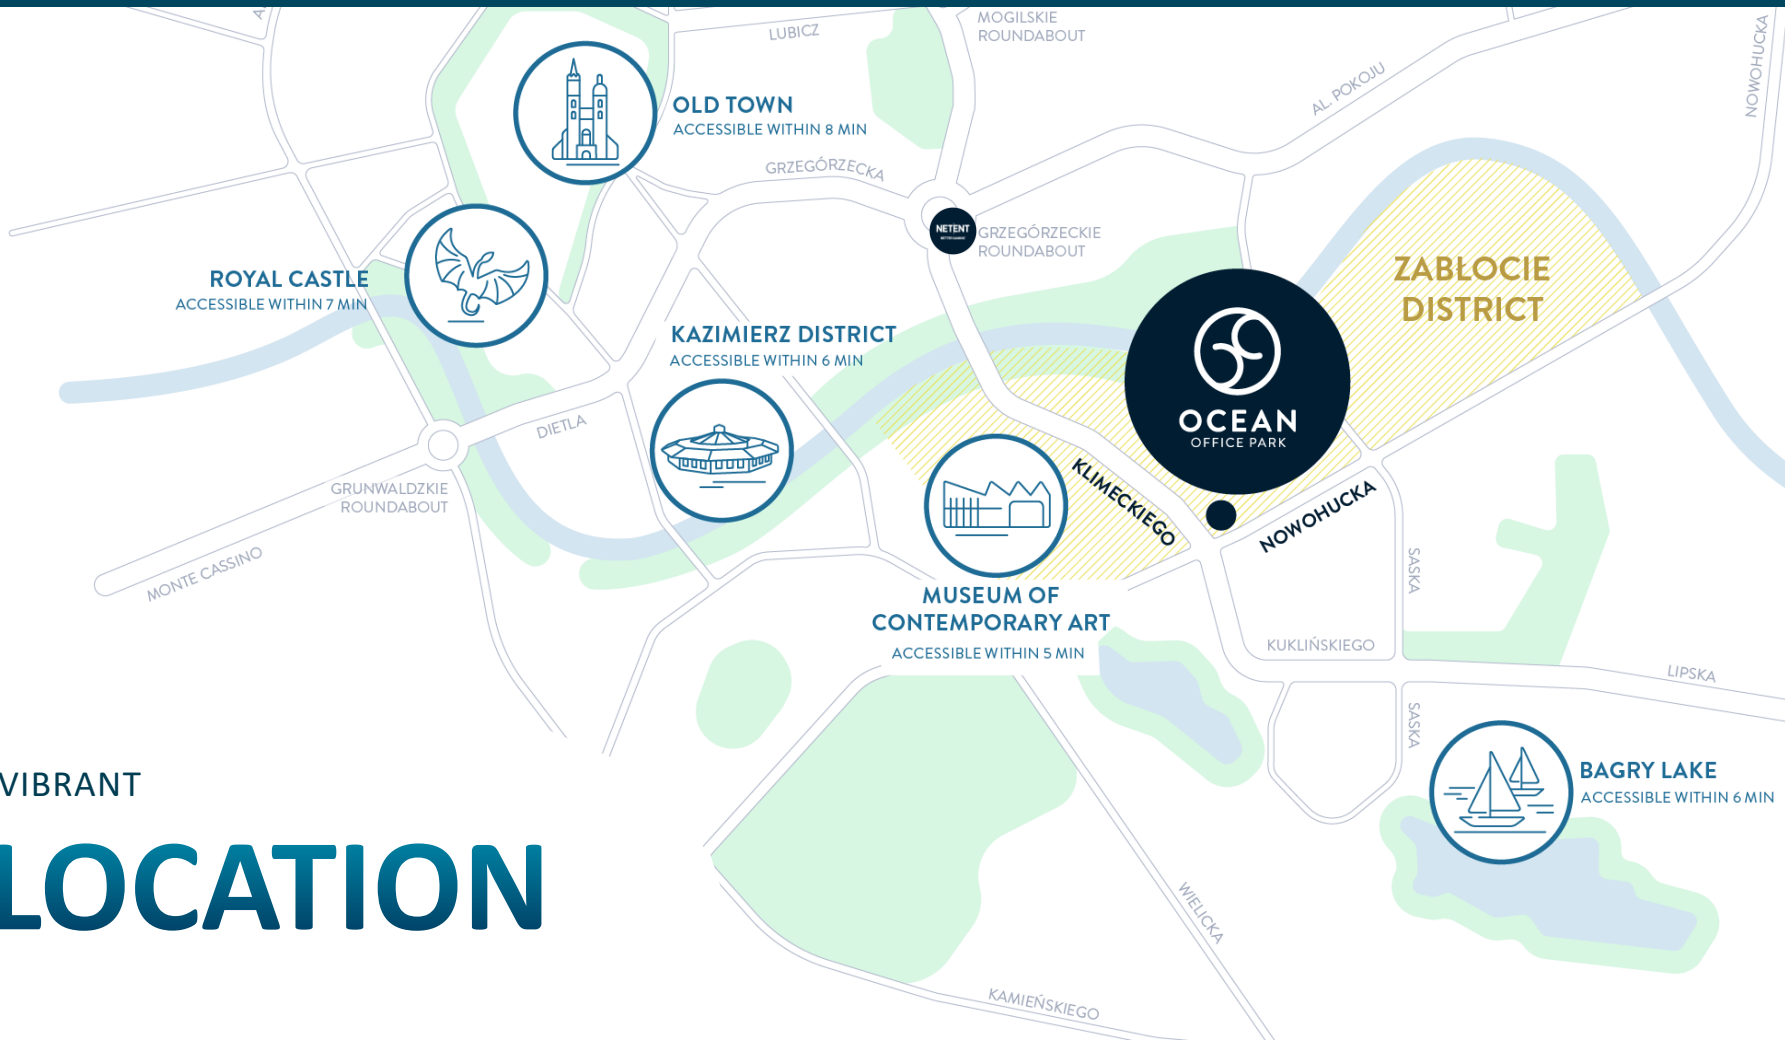 MOGILSKIE
ROUNDABOUT
LUBICZ
NOWOHUCKA
AL. POKOJU
OLD TOWN
ACCESSIBLE WITHIN 8 MIN
GRZEGÓRZECKA
NETENT
GRZEGÓRZECKIE
ROUNDABOUT
ZABŁOCIE
DISTRICT
ROYAL CASTLE
ACCESSIBLE WITHIN 7 MIN
KAZIMIERZ DISTRICT
ACCESSIBLE WITHIN 6 MIN
OCEAN
OFFICE PARK
DIETLA
GRUNWALDZKIE
ROUNDABOUT
KLIMECKIEGO
NOWOHUCKA
MONTE CASSINO
SASKA
MUSEUM OF
CONTEMPORARY ART
ACCESSIBLE WITHIN 5 MIN
KUKLIŃSKIEGO
LIPSKA
SASKA
BAGRY LAKE
ACCESSIBLE WITHIN 6 MIN
VIBRANT
LOCATION
WIELICKA
KAMIEŃSKIEGO